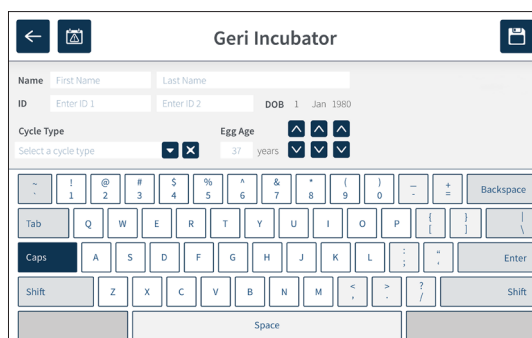 Geri Incubator
Name First Name Last Name
ID Enter ID 1 Enter ID 2 DOB 1 Jan 1980
Cycle Type Egg Age
Select a cycle type 37 years
~ ! @ # $ % ^ & * ( ) _ +
` 1 2 3 4 5 6 7 8 9 0 - = Backspace
Tab Q W E R T Y U I O P { [ } ] | \
Caps A S D F G H J K L : ; " ' Enter
Shift Z X C V B N M < , > . ? / Shift
Space